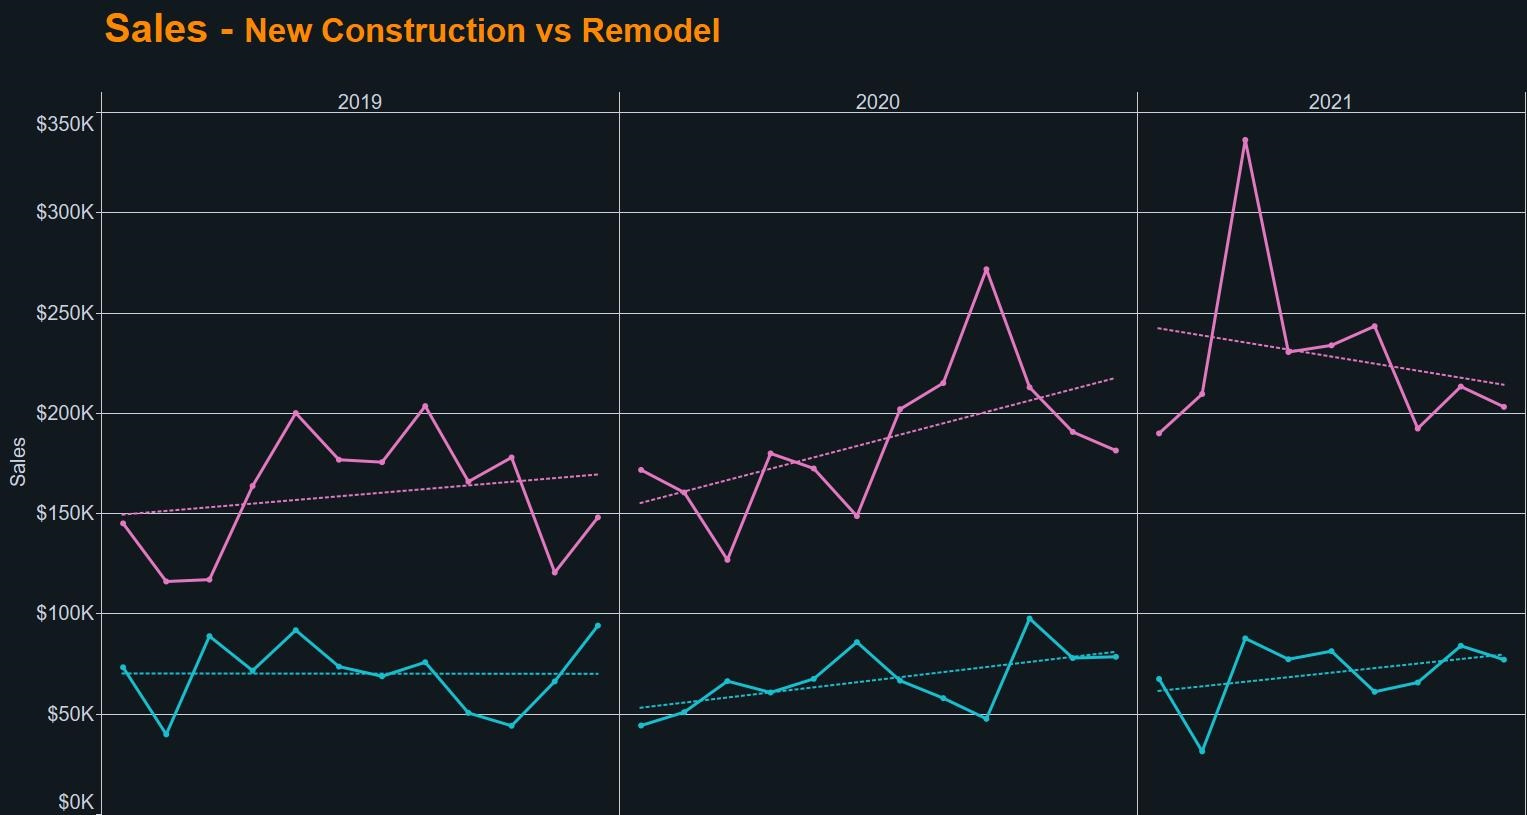 Sales - New Construction vs Remodel
2019 2020 2021
$350K
$300K
$250K
$200K
Sales
$150K
$100K
$50K
$0K